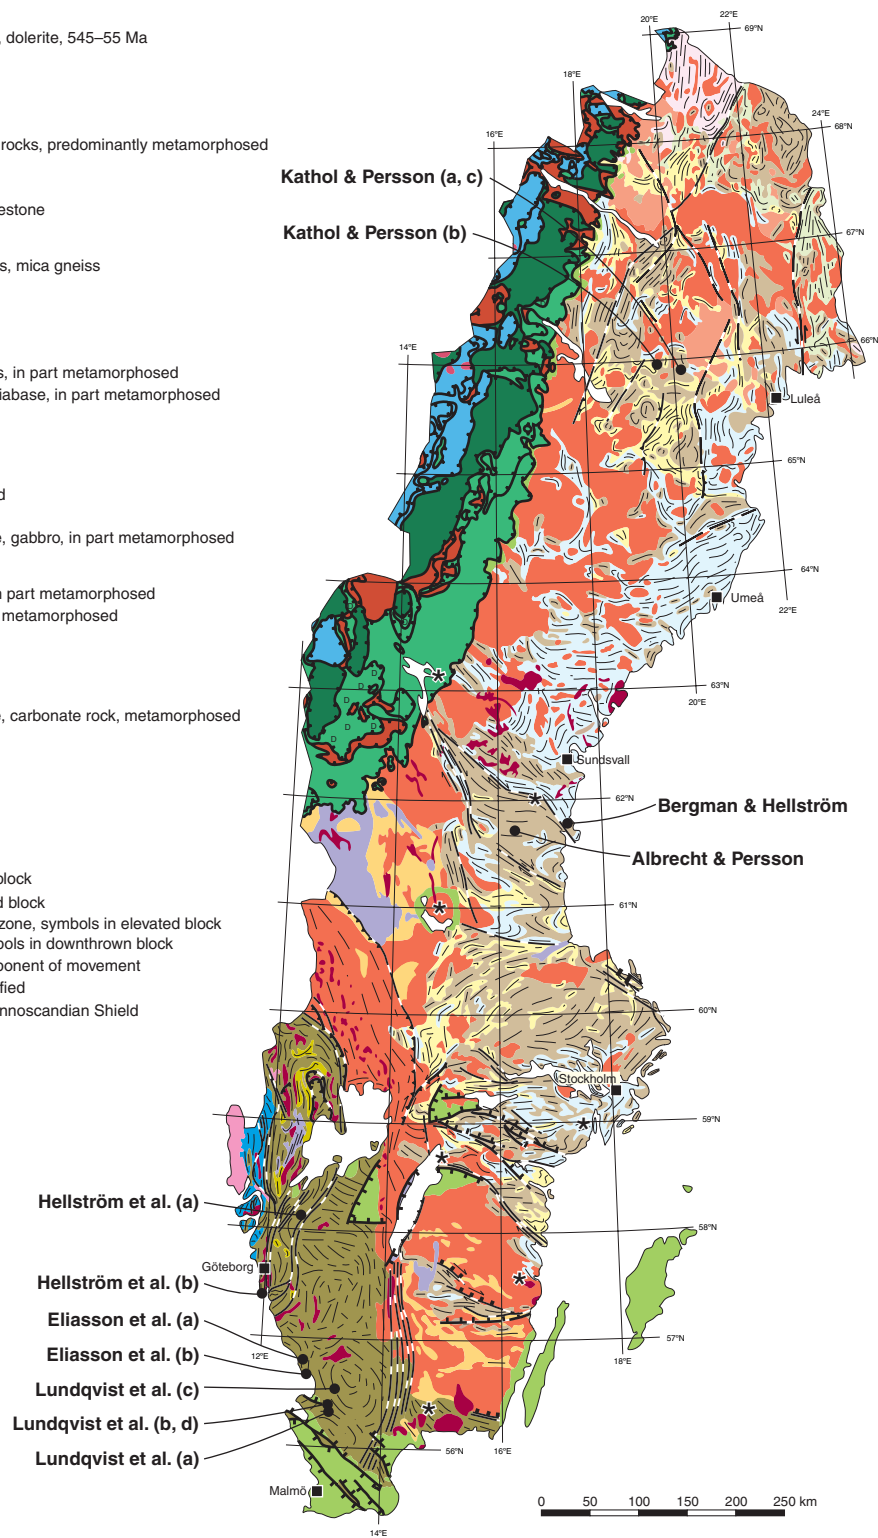 , dolerite, 545–55 Ma
rocks, predominantly metamorphosed
estone
s, mica gneiss
s, in part metamorphosed
iabase, in part metamorphosed
d
e, gabbro, in part metamorphosed
n part metamorphosed
metamorphosed
e, carbonate rock, metamorphosed
block
d block
zone, symbols in elevated block
bols in downthrown block
ponent of movement
fied
nnoscandian Shield
20°E
22°E
69°N
18°E
24°E
68°N
16°E
Kathol & Persson (a, c)
Kathol & Persson (b)
67°N
66°N
14°E
Luleå
65°N
64°N
Umeå
22°E
63°N
20°E
D
D
D
D
D
D
Sundsvall
62°N
Bergman & Hellström
Albrecht & Persson
61°N
60°N
Stockholm
59°N
Hellström et al. (a)
58°N
Göteborg
Hellström et al. (b)
Eliasson et al. (a)
57°N
12°E
18°E
Eliasson et al. (b)
Lundqvist et al. (c)
Lundqvist et al. (b, d)
Lundqvist et al. (a)
56°N
16°E
Malmö
14°E
0 50 100 150 200 250 km